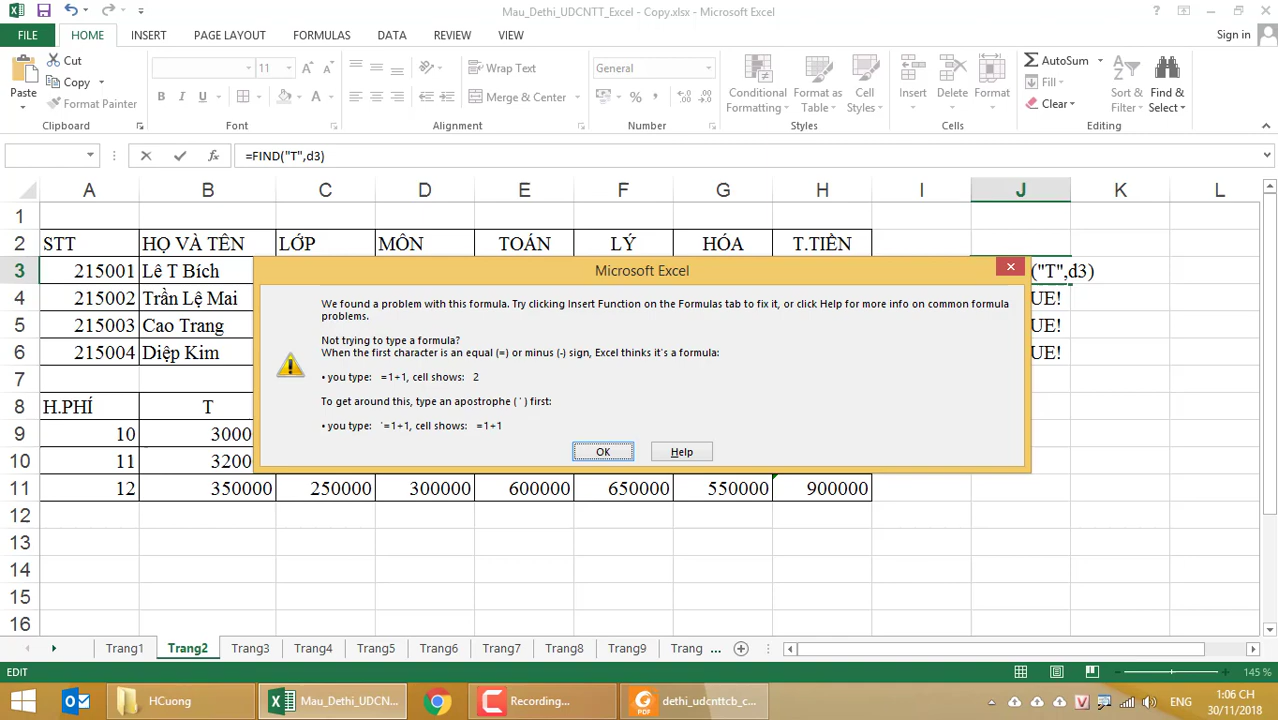 Mau_Dethi_UDCNTT_Excel - Copy.xlsx - Microsoft Excel
FILE HOME INSERT PAGE LAYOUT FORMULAS DATA REVIEW VIEW Sign in
Paste Cut Copy Format Painter
11 Wrap Text Merge & Center General
Conditional Formatting Format as Table Cell Styles
Insert Delete Format
AutoSum Fill Clear Sort & Filter Find & Select
Clipboard Font Alignment Number Styles Cells Editing
=FIND("T",d3)
A B C D E F G H I J K L
1
2 STT HỌ VÀ TÊN LỚP MÔN TOÁN LÝ HÓA T.TIỀN
3 215001 Lê T Bích ("T",d3)
4 215002 Trần Lệ Mai UE!
5 215003 Cao Trang UE!
6 215004 Diệp Kim UE!
7
8 H.PHÍ T
9 10 3000
10 11 3200
11 12 350000 250000 300000 600000 650000 550000 900000
12
13
14
15
16
Microsoft Excel
We found a problem with this formula. Try clicking Insert Function on the Formulas tab to fix it, or click Help for more info on common formula
problems.
Not trying to type a formula?
When the first character is an equal (=) or minus (-) sign, Excel thinks it's a formula:
• you type: =1+1, cell shows: 2
To get around this, type an apostrophe ( ' ) first:
• you type: '=1+1, cell shows: =1+1
OK Help
Trang1 Trang2 Trang3 Trang4 Trang5 Trang6 Trang7 Trang8 Trang9 Trang ...
EDIT 145 %
HCuong Mau_Dethi_UDCN... Recording... dethi_udcnttcb_c... ENG 1:06 CH
30/11/2018